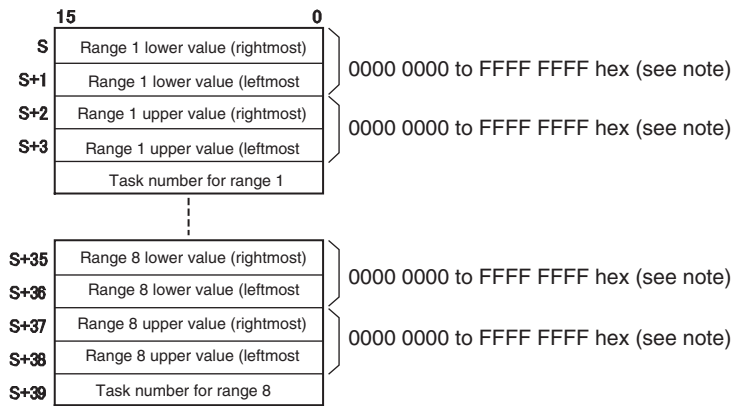 15 0
S Range 1 lower value (rightmost)
S+1 Range 1 lower value (leftmost
0000 0000 to FFFF FFFF hex (see note)
S+2 Range 1 upper value (rightmost)
S+3 Range 1 upper value (leftmost
0000 0000 to FFFF FFFF hex (see note)
Task number for range 1
S+35 Range 8 lower value (rightmost)
S+36 Range 8 lower value (leftmost
0000 0000 to FFFF FFFF hex (see note)
S+37 Range 8 upper value (rightmost)
S+38 Range 8 upper value (leftmost
0000 0000 to FFFF FFFF hex (see note)
S+39 Task number for range 8